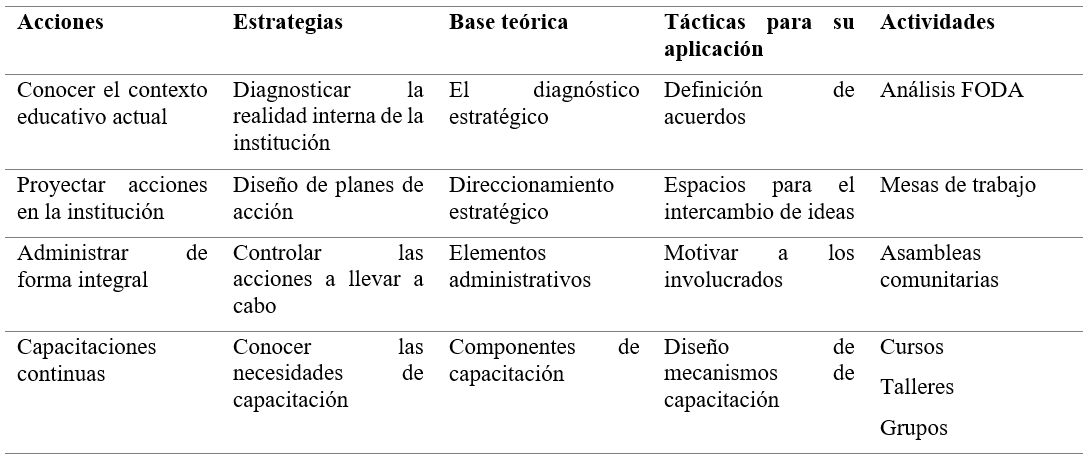 Acciones
Estrategias
Base teórica
Tácticas para su
aplicación
Actividades
Conocer el contexto
educativo actual
Diagnosticar la
realidad interna de la
institución
El diagnóstico
estratégico
Definición de
acuerdos
Análisis FODA
Proyectar acciones
en la institución
Diseño de planes de
acción
Direccionamiento
estratégico
Espacios para el
intercambio de ideas
Mesas de trabajo
Administrar de
forma integral
Controlar las
acciones a llevar a
cabo
Elementos
administrativos
Motivar a los
involucrados
Asambleas
comunitarias
Capacitaciones
continuas
Conocer las
necesidades de
capacitación
Componentes de
capacitación
Diseño de
mecanismos de
capacitación
Cursos
Talleres
Grupos